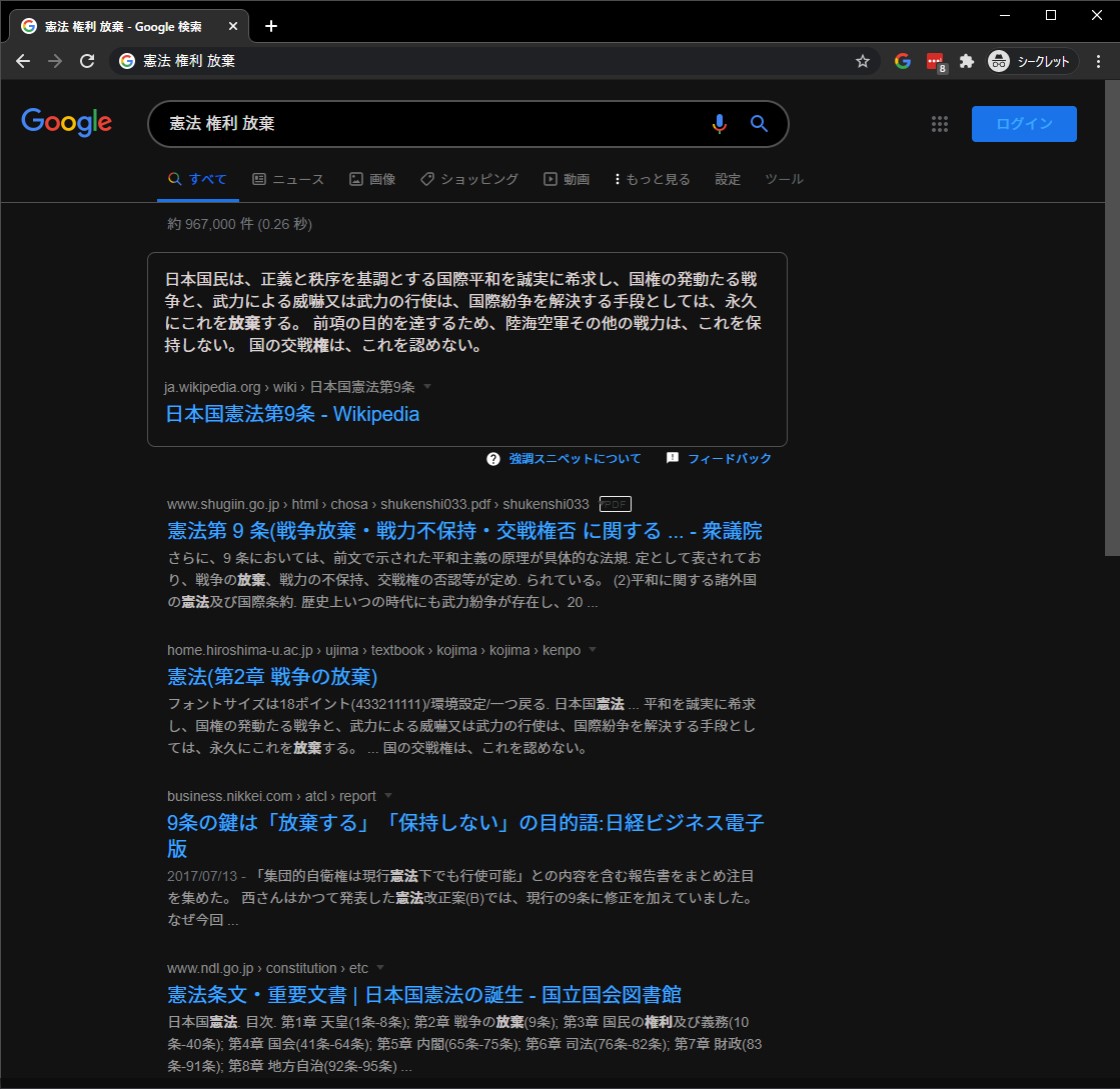 憲法 権利 放棄 - Google 検索
憲法 権利 放棄
8
シークレット
Google
憲法 権利 放棄
ログイン
すべて ニュース 画像 ショッピング 動画 もっと見る 設定 ツール
約 967,000 件 (0.26 秒)
日本国民は、正義と秩序を基調とする国際平和を誠実に希求し、国権の発動たる戦
争と、武力による威嚇又は武力の行使は、国際紛争を解決する手段としては、永久
にこれを放棄する。 前項の目的を達するため、陸海空軍その他の戦力は、これを保
持しない。 国の交戦権は、これを認めない。
ja.wikipedia.org › wiki › 日本国憲法第9条
日本国憲法第9条 - Wikipedia
強調スニペットについて フィードバック
www.shugiin.go.jp › html › chosa › shukenshi033.pdf › shukenshi033 PDF
憲法第 9 条(戦争放棄・戦力不保持・交戦権否 に関する ... - 衆議院
さらに、9 条においては、前文で示された平和主義の原理が具体的な法規. 定として表されてお
り、戦争の放棄、戦力の不保持、交戦権の否認等が定め. られている。 (2)平和に関する諸外国
の憲法及び国際条約. 歴史上いつの時代にも武力紛争が存在し、20 ...
home.hiroshima-u.ac.jp › ujima › textbook › kojima › kojima › kenpo
憲法(第2章 戦争の放棄)
フォントサイズは18ポイント(433211111)/環境設定/一つ戻る. 日本国憲法 ... 平和を誠実に希求
し、国権の発動たる戦争と、武力による威嚇又は武力の行使は、国際紛争を解決する手段とし
ては、永久にこれを放棄する。 ... 国の交戦権は、これを認めない。
business.nikkei.com › atcl › report
9条の鍵は「放棄する」「保持しない」の目的語:日経ビジネス電子
版
2017/07/13 - 「集団的自衛権は現行憲法下でも行使可能」との内容を含む報告書をまとめ注目
を集めた。 西さんはかつて発表した憲法改正案(B)では、現行の9条に修正を加えていました。
なぜ今回 ...
www.ndl.go.jp › constitution › etc
憲法条文・重要文書 | 日本国憲法の誕生 - 国立国会図書館
日本国憲法. 目次. 第1章 天皇(1条-8条); 第2章 戦争の放棄(9条); 第3章 国民の権利及び義務(10
条-40条); 第4章 国会(41条-64条); 第5章 内閣(65条-75条); 第6章 司法(76条-82条); 第7章 財政(83
条-91条); 第8章 地方自治(92条-95条) ...